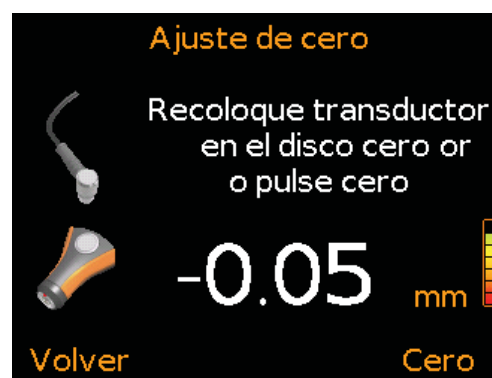 Ajuste de cero
Recoloque transductor
en el disco cero or
o pulse cero
-0.05 mm
Volver Cero